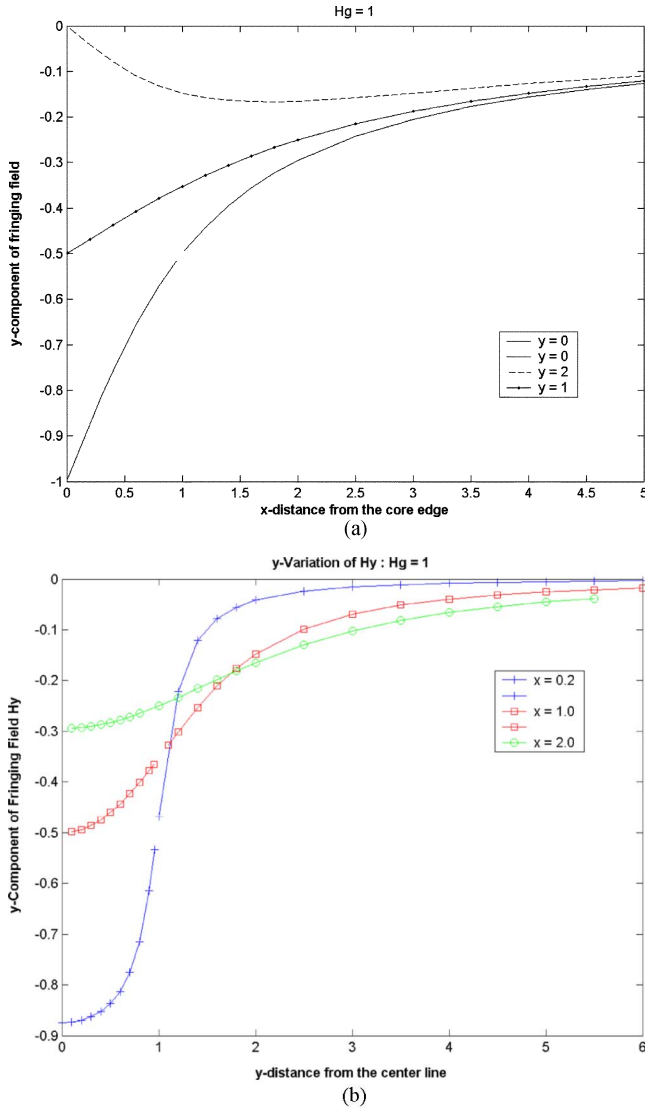 Hg = 1
0
-0.1
-0.2
-0.3
-0.4
-0.5
-0.6
-0.7
-0.8
-0.9
-1
y-component of fringing field
y = 0
y = 0
y = 2
y = 1
0 0.5 1 1.5 2 2.5 3 3.5 4 4.5 5
x-distance from the core edge
(a)
y-Variation of Hy : Hg = 1
0
-0.1
-0.2
-0.3
-0.4
-0.5
-0.6
-0.7
-0.8
-0.9
y-Component of Fringing Field Hy
x = 0.2
x = 1.0
x = 2.0
0 1 2 3 4 5 6
y-distance from the center line
(b)